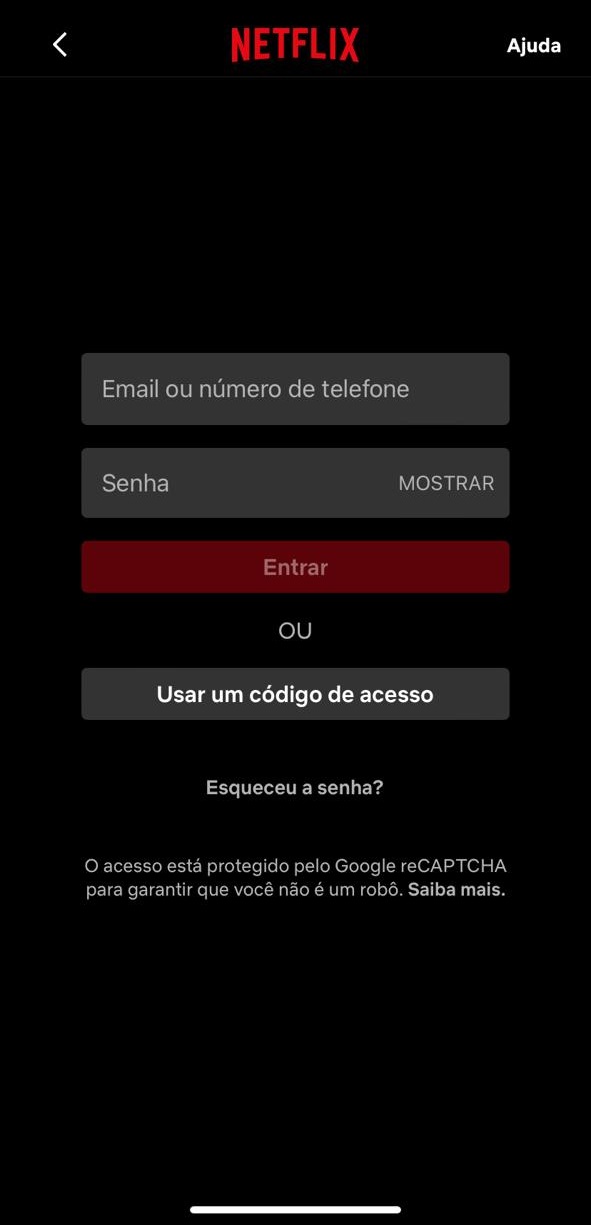 NETFLIX
Ajuda
Email ou número de telefone
Senha
MOSTRAR
Entrar
OU
Usar um código de acesso
Esqueceu a senha?
O acesso está protegido pelo Google reCAPTCHA
para garantir que você não é um robô. Saiba mais.